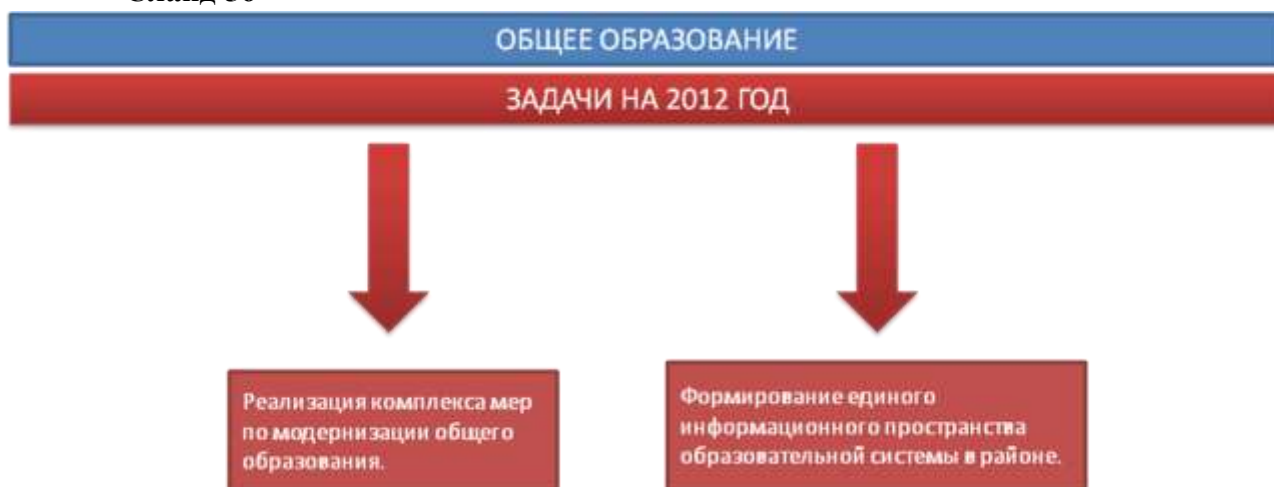 ОБЩЕЕ ОБРАЗОВАНИЕ
ЗАДАЧИ НА 2012 ГОД
Реализация комплекса мер
по модернизации общего
образования.
Формирование единого
информационного пространства
образовательной системы в районе.